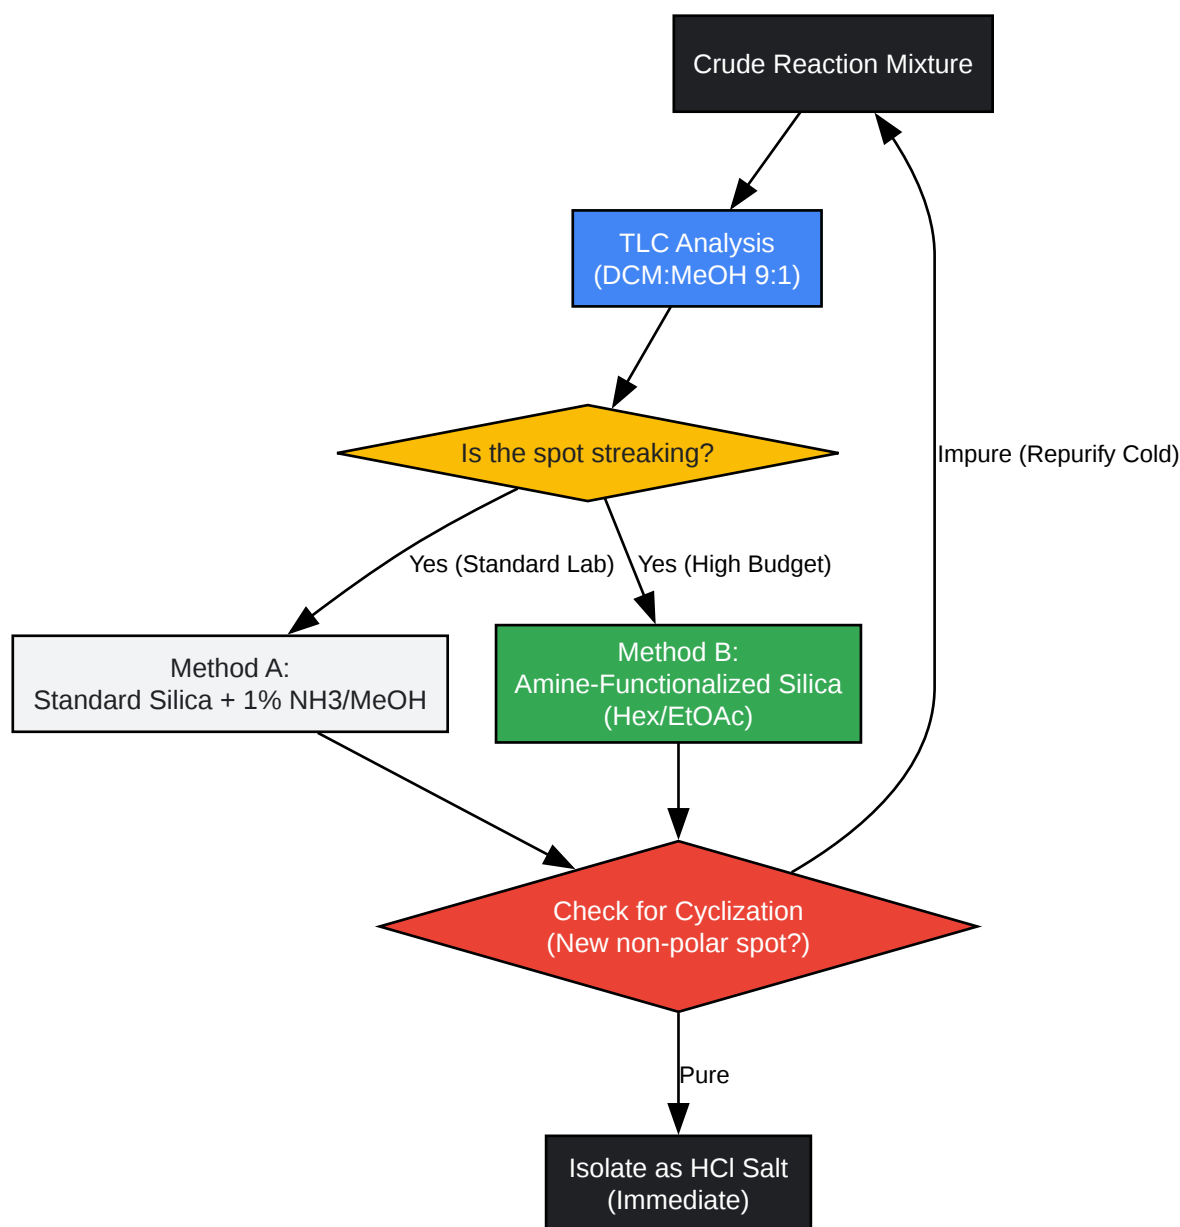 Crude Reaction Mixture
TLC Analysis
(DCM:MeOH 9:1)
Is the spot streaking?
Impure (Repurify Cold)
Yes (Standard Lab)
Yes (High Budget)
Method A:
Standard Silica + 1% NH3/MeOH
Method B:
Amine-Functionalized Silica
(Hex/EtOAc)
Check for Cyclization
(New non-polar spot?)
Pure
Isolate as HCl Salt
(Immediate)